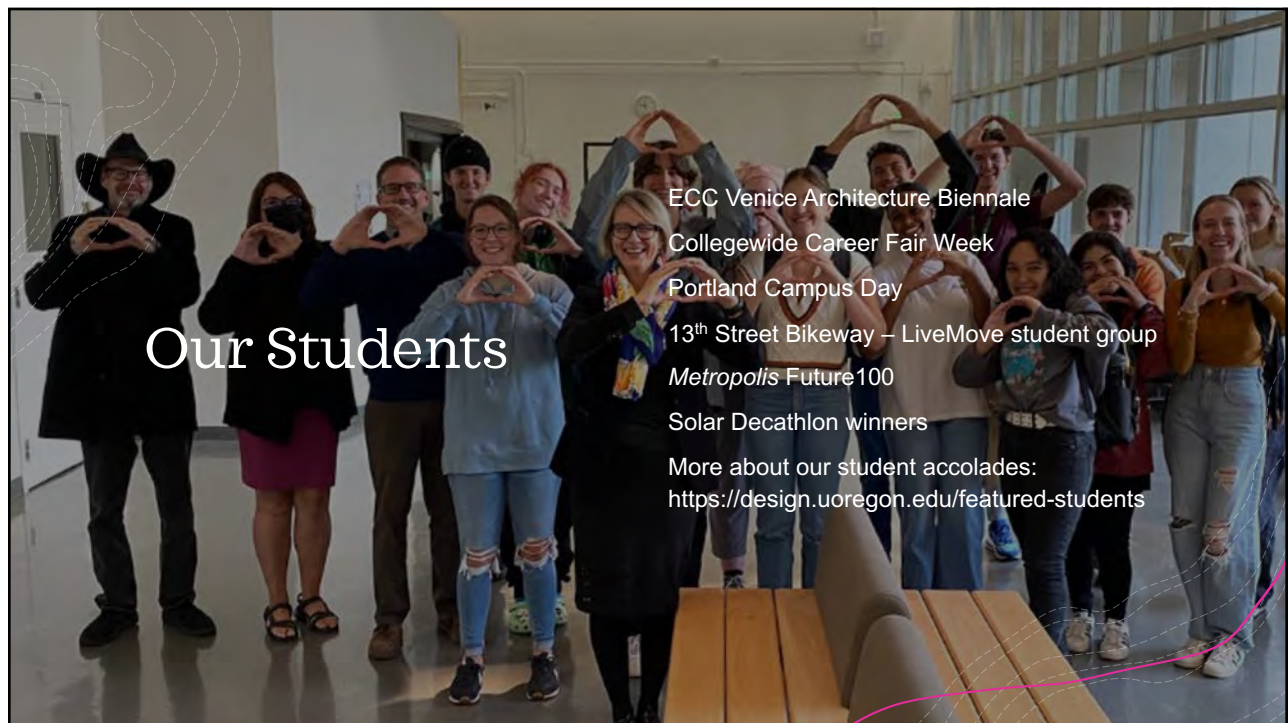 Our Students
ECC Venice Architecture Biennale
Collegewide Career Fair Week
Portland Campus Day
13th Street Bikeway – LiveMove student group
Metropolis Future100
Solar Decathlon winners
More about our student accolades:
https://design.uoregon.edu/featured-students